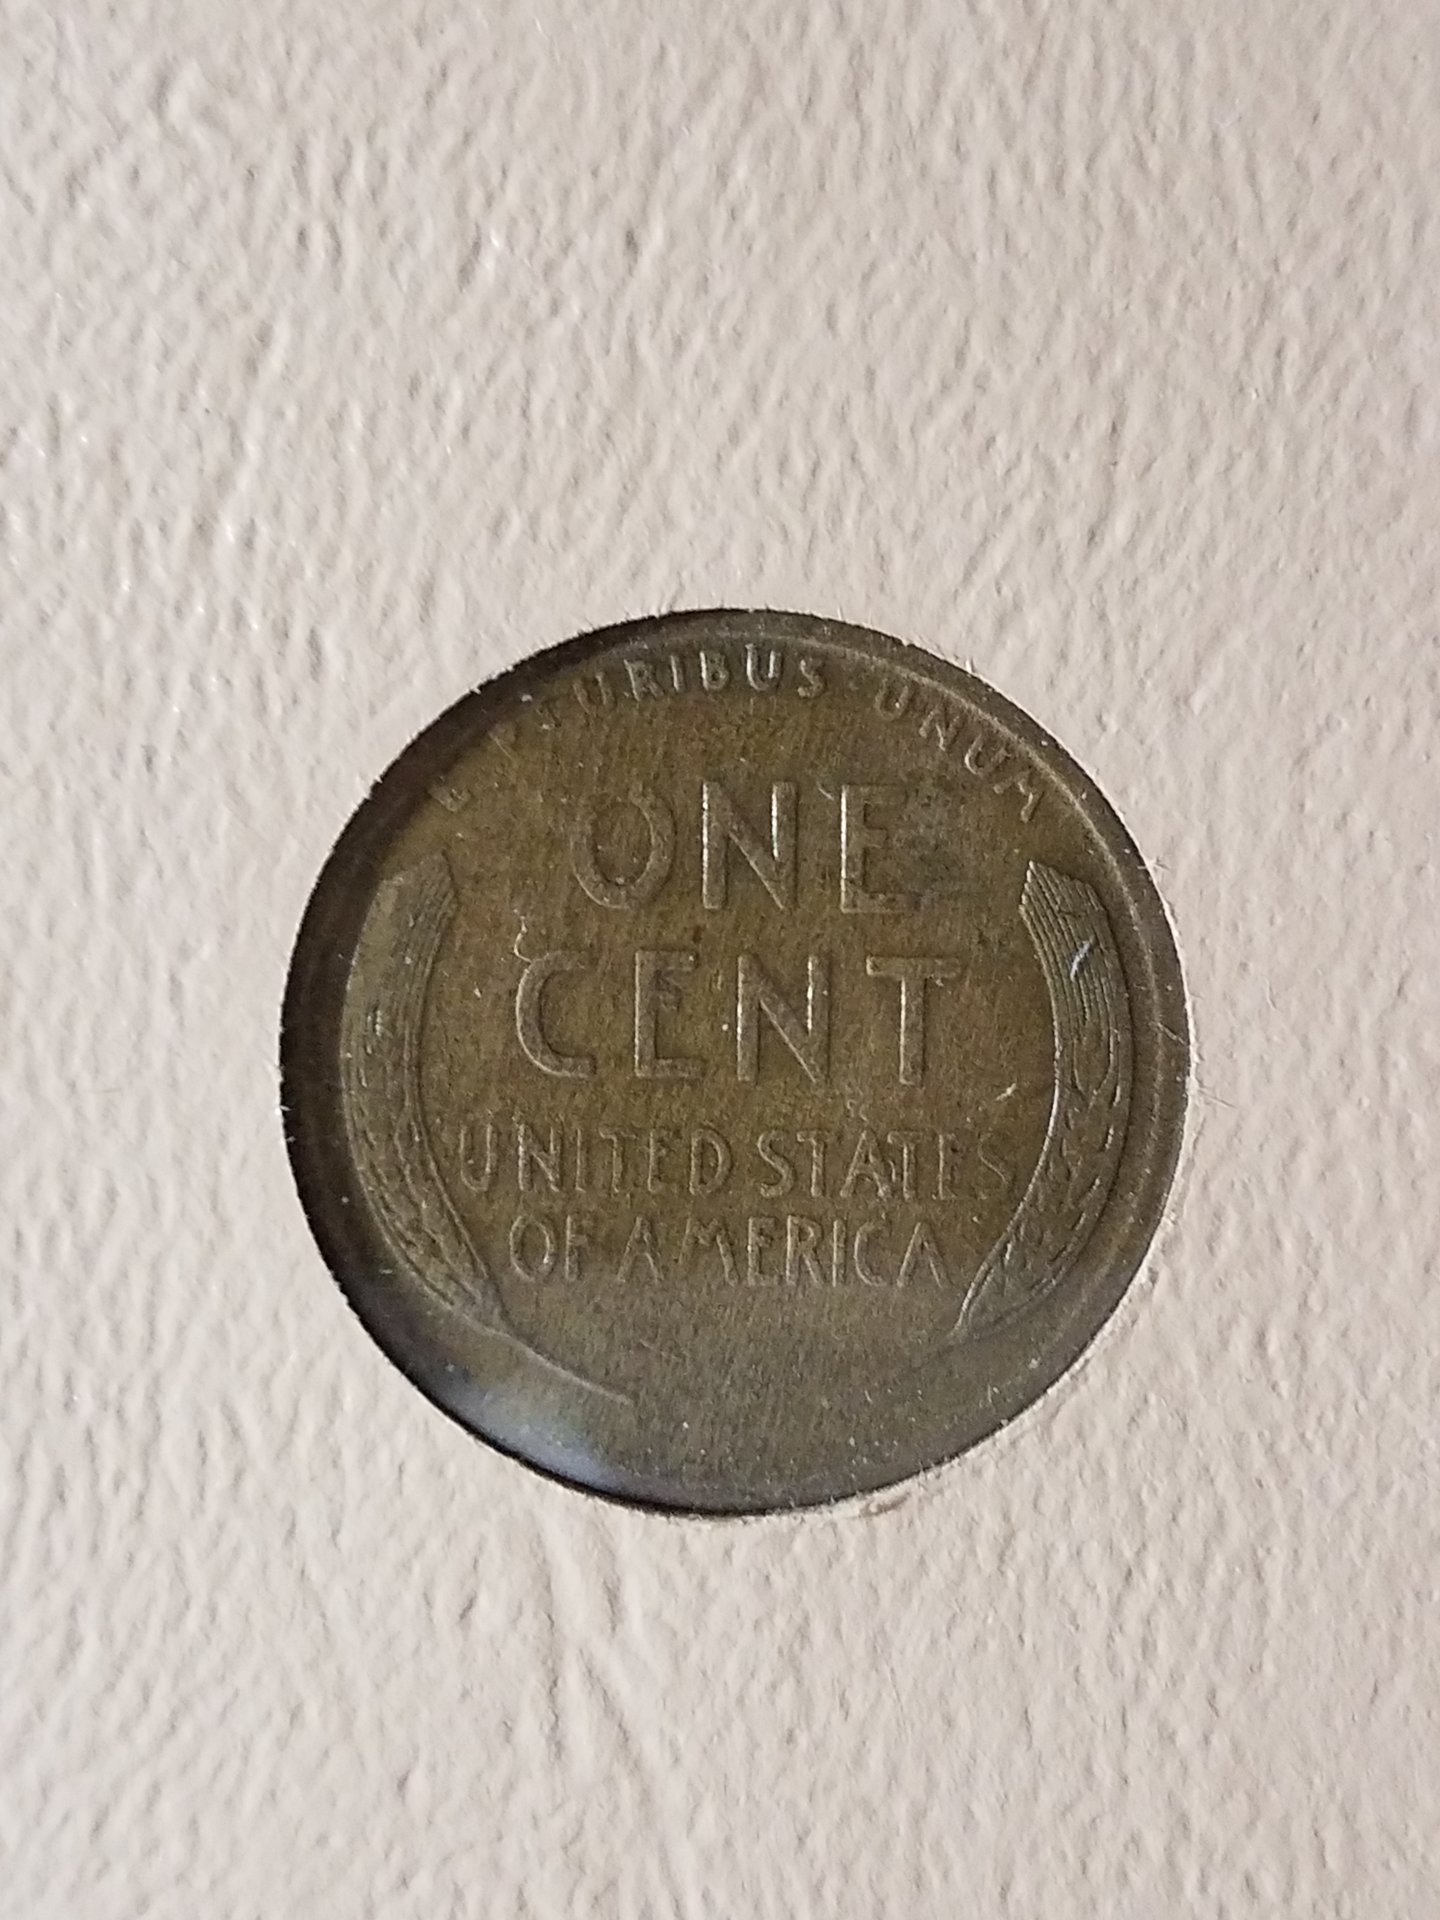 E PLURIBUS · UNUM
ONE
CENT
UNITED STATES
OF AMERICA